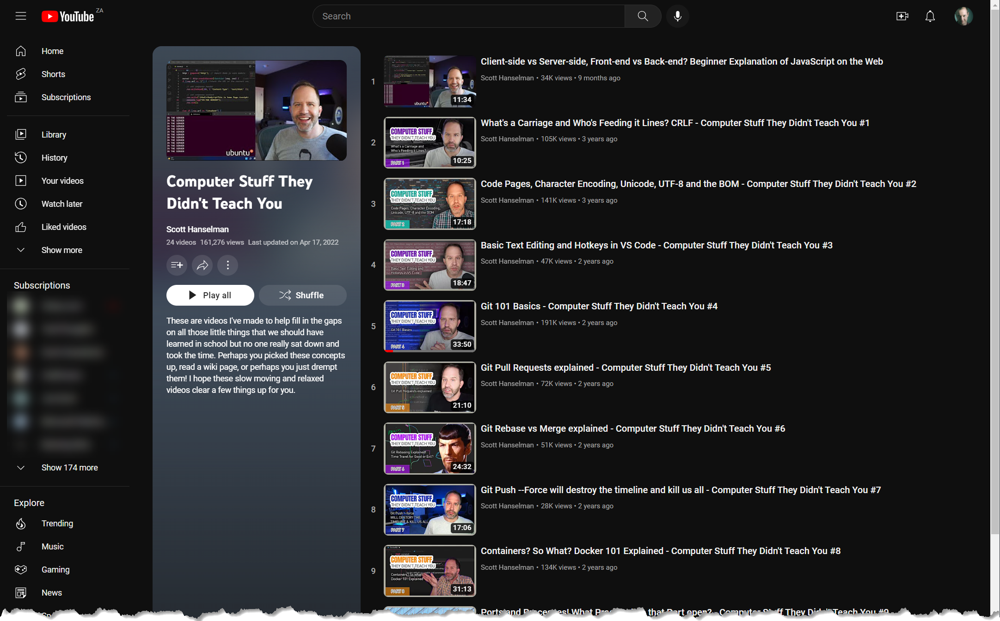 YouTube ZA
Search
Home
Shorts
Subscriptions
Library
History
Your videos
Watch later
Liked videos
Show more
Subscriptions
Show 174 more
Explore
Trending
Music
Gaming
News
ubuntu
Computer Stuff They
Didn't Teach You
Scott Hanselman
24 videos 161,276 views Last updated on Apr 17, 2022
Play all
Shuffle
These are videos I've made to help fill in the gaps
on all those little things that we should have
learned in school but no one really sat down and
took the time. Perhaps you picked these concepts
up, read a wiki page, or perhaps you just drempt
them! I hope these slow moving and relaxed
videos clear a few things up for you.
1
ubuntu
11:34
Client-side vs Server-side, Front-end vs Back-end? Beginner Explanation of JavaScript on the Web
Scott Hanselman • 34K views • 9 months ago
2
COMPUTER STUFF
THEY DIDN'T TEACH YOU
What's a Carriage and
Who's Feeding it Lines?
PART 1
10:25
What's a Carriage and Who's Feeding it Lines? CRLF - Computer Stuff They Didn't Teach You #1
Scott Hanselman • 105K views • 3 years ago
3
COMPUTER STUFF
THEY DIDN'T TEACH YOU
Code Pages, Character Encoding,
Unicode, UTF-8 and the BOM
PART 2
17:18
Code Pages, Character Encoding, Unicode, UTF-8 and the BOM - Computer Stuff They Didn't Teach You #2
Scott Hanselman • 141K views • 3 years ago
4
COMPUTER STUFF
THEY DIDN'T TEACH YOU
Basic Text Editing and
Hotkeys in VS Code
PART 3
18:47
Basic Text Editing and Hotkeys in VS Code - Computer Stuff They Didn't Teach You #3
Scott Hanselman • 47K views • 2 years ago
5
COMPUTER STUFF
THEY DIDN'T TEACH YOU
Git 101 Basics
PART 4
33:50
Git 101 Basics - Computer Stuff They Didn't Teach You #4
Scott Hanselman • 191K views • 2 years ago
6
COMPUTER STUFF
THEY DIDN'T TEACH YOU
Git Pull Requests explained
PART 5
21:10
Git Pull Requests explained - Computer Stuff They Didn't Teach You #5
Scott Hanselman • 72K views • 2 years ago
7
main
COMPUTER STUFF
THEY DIDN'T TEACH YOU
Git Rebasing Explained!
Time Travel for Good or Evil?
PART 6
24:32
Git Rebase vs Merge explained - Computer Stuff They Didn't Teach You #6
Scott Hanselman • 51K views • 2 years ago
8
COMPUTER STUFF
THEY DIDN'T TEACH YOU
Git Push --force
WILL DESTORY THE
TIMELINE & KILL US ALL
PART 7
17:06
Git Push --Force will destroy the timeline and kill us all - Computer Stuff They Didn't Teach You #7
Scott Hanselman • 28K views • 2 years ago
9
COMPUTER STUFF
THEY DIDN'T TEACH YOU
Containers? So what?
Docker 101 Explained
PART 8
31:13
Containers? So What? Docker 101 Explained - Computer Stuff They Didn't Teach You #8
Scott Hanselman • 134K views • 2 years ago
Ports and Processes! What that Port open? - Computer Stuff They Didn't Teach You #9